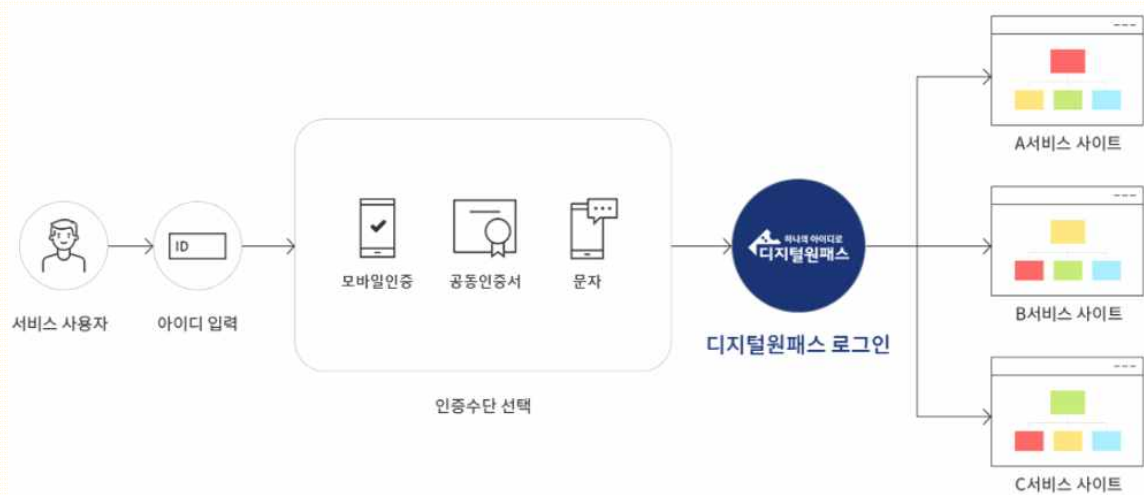 서비스 사용자
ID
아이디 입력
모바일인증
공동인증서
문자
인증수단 선택
하나의 아이디로
디지털원패스
디지털원패스 로그인
A서비스 사이트
B서비스 사이트
C서비스 사이트